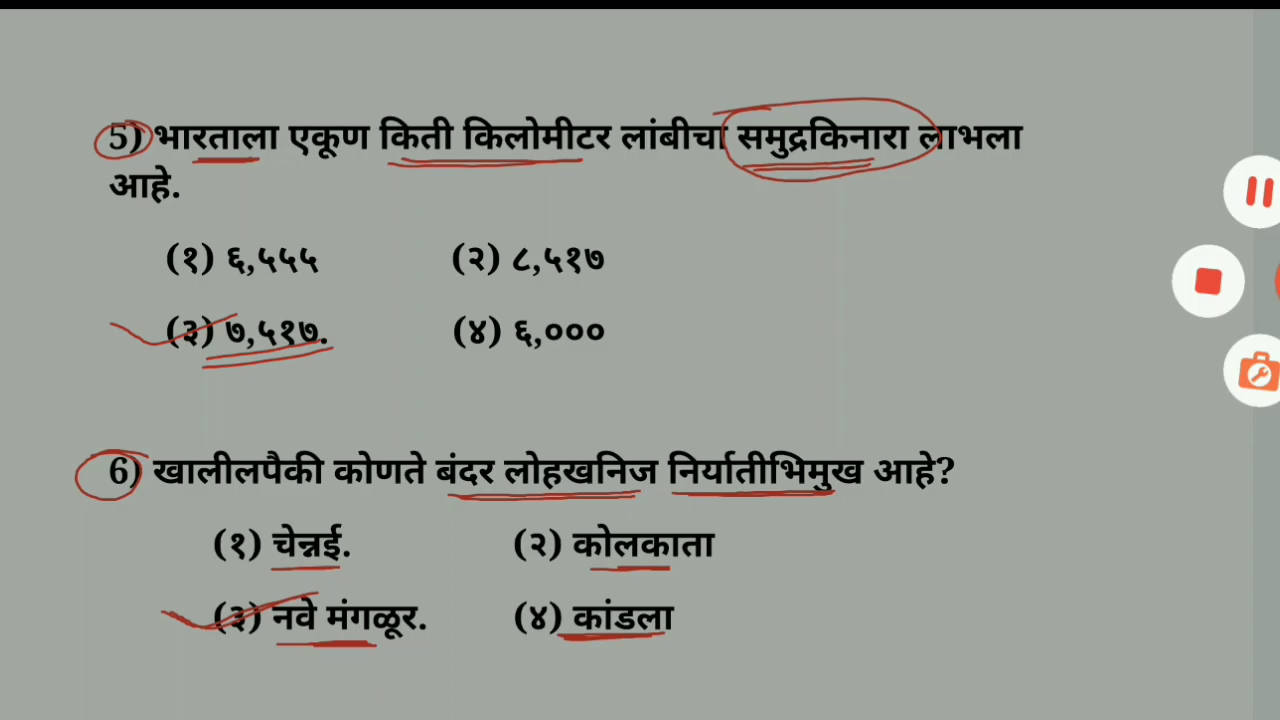 5) भारताला एकूण किती किलोमीटर लांबीचा समुद्रकिनारा लाभला
आहे.
(१) ६,५५५ (२) ८,५१७
(३) ७,५१७. (४) ६,०००
6) खालीलपैकी कोणते बंदर लोहखनिज निर्यातीभिमुख आहे?
(१) चेन्नई. (२) कोलकाता
(३) नवे मंगळूर. (४) कांडला